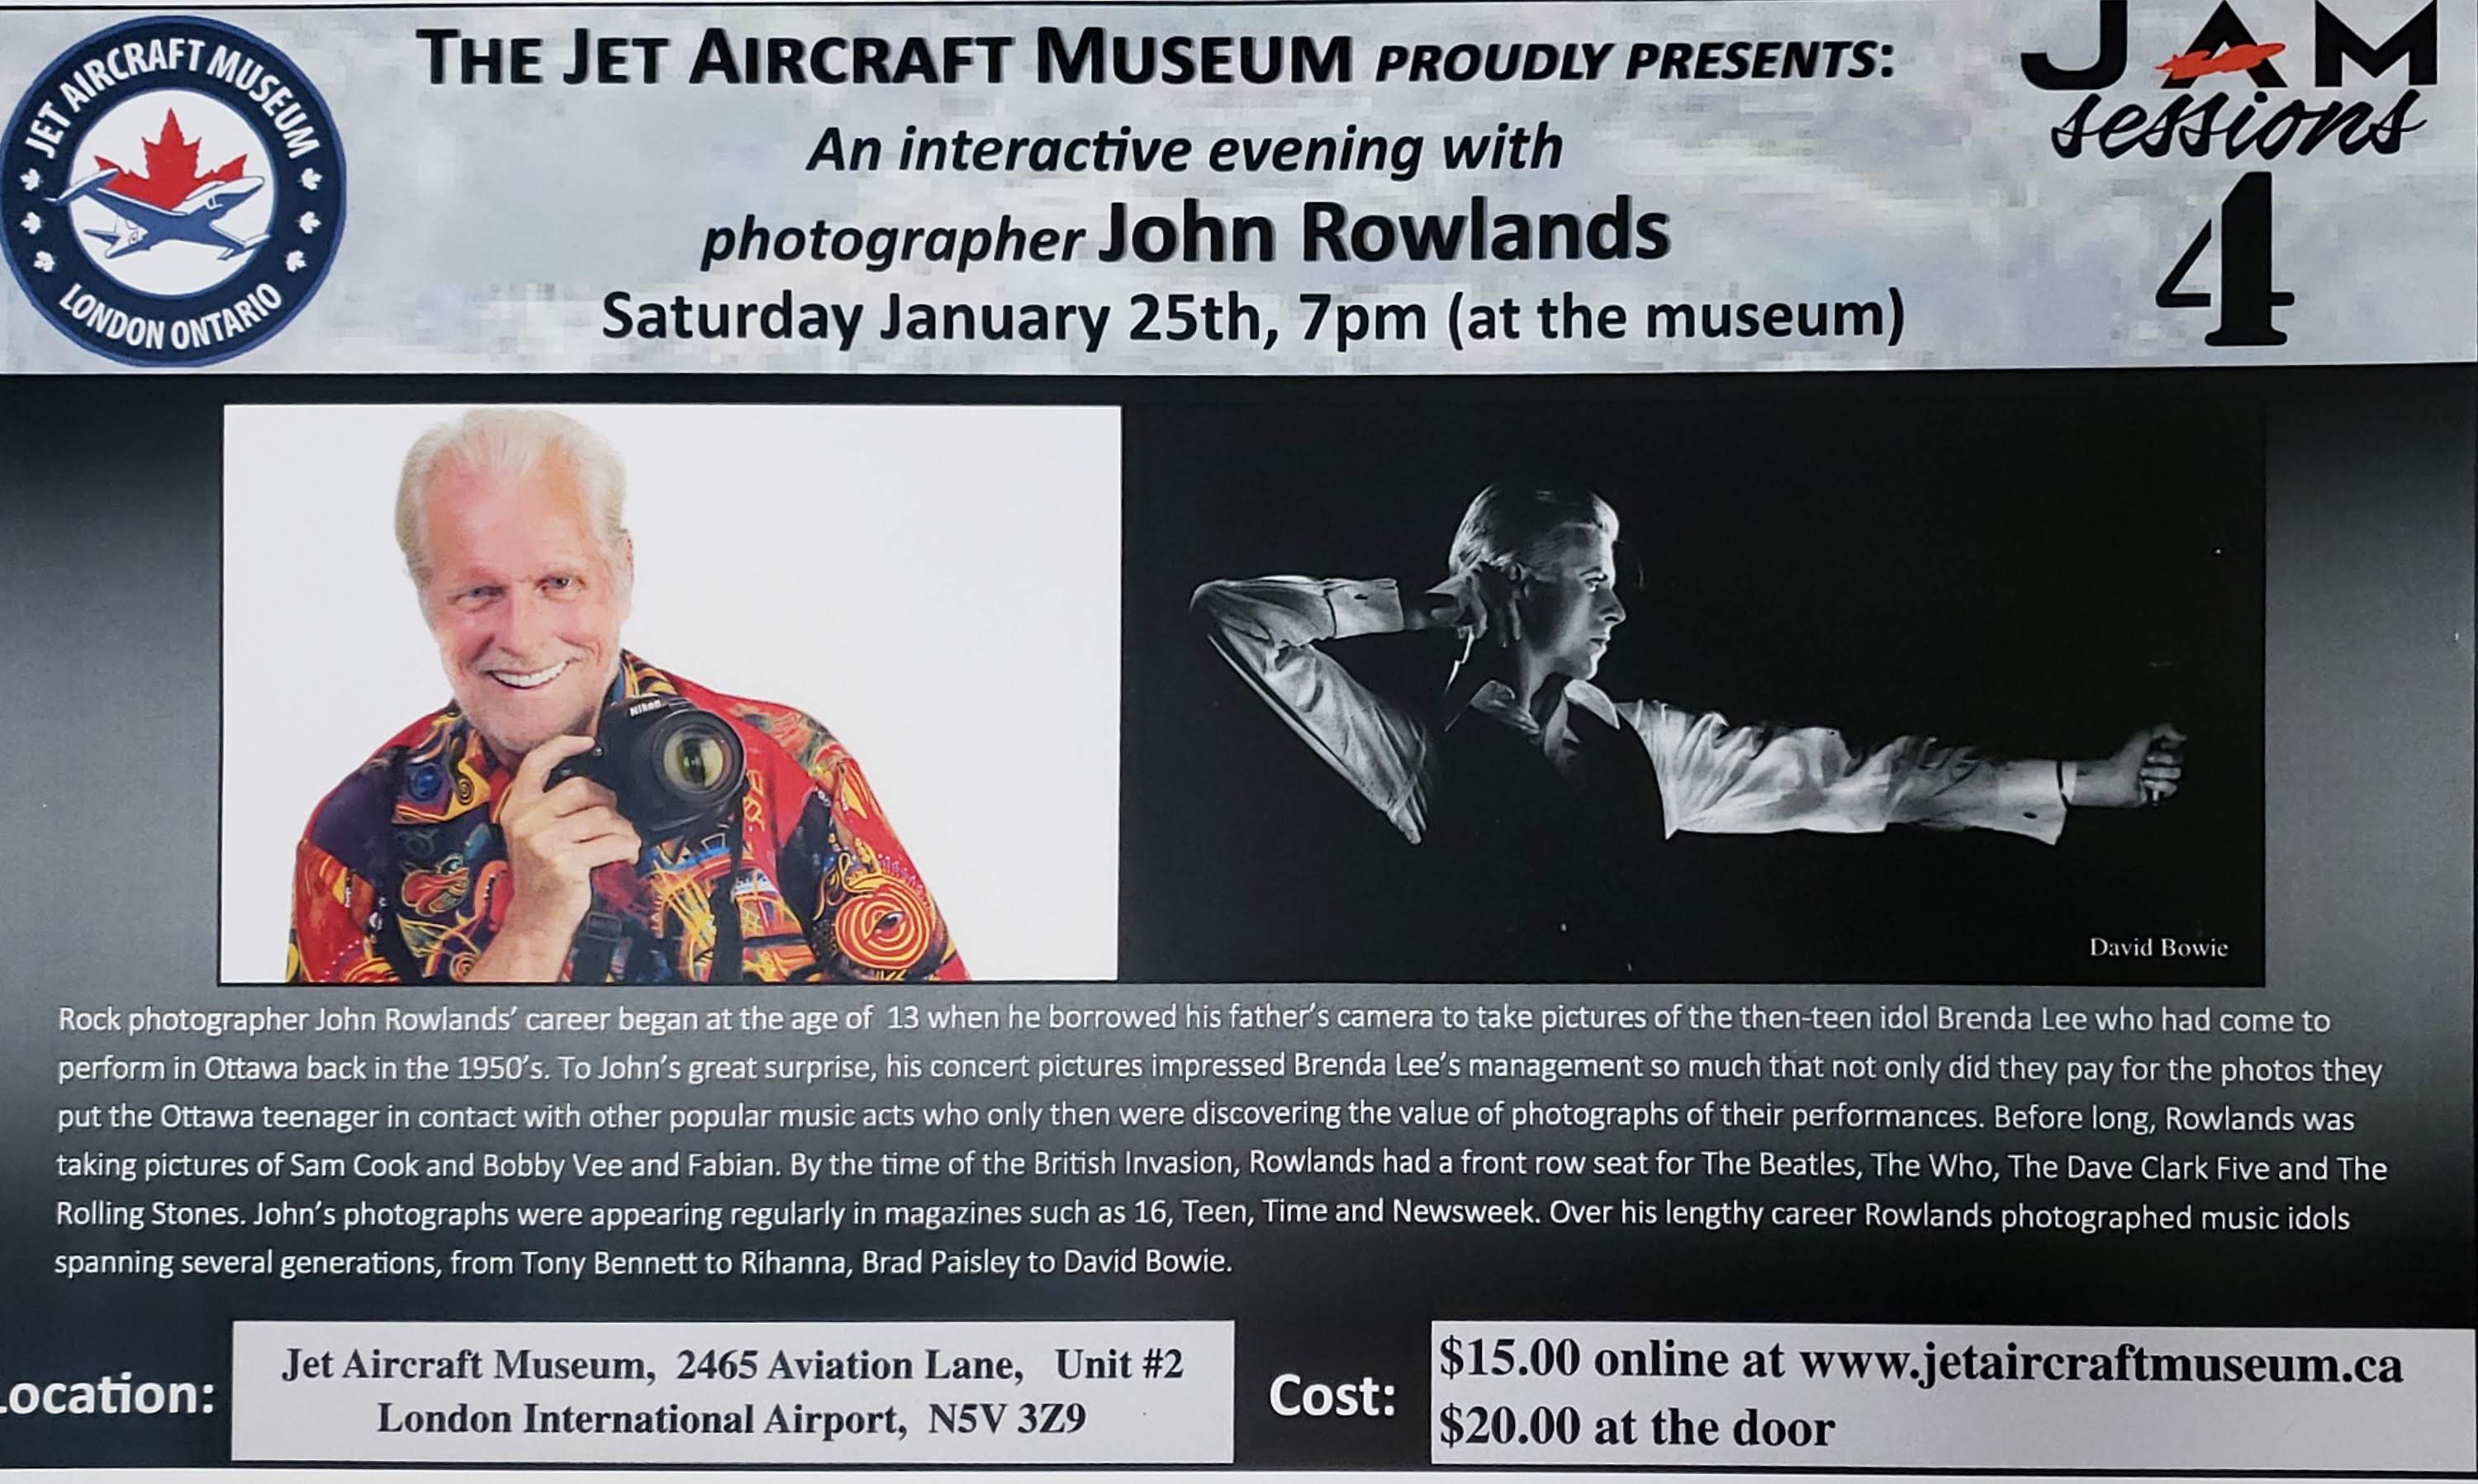 JET AIRCRAFT MUSEUM
LONDON ONTARIO
THE JET AIRCRAFT MUSEUM PROUDLY PRESENTS:
An interactive evening with
photographer John Rowlands
Saturday January 25th, 7pm (at the museum)
JAM
sessions
4
Nikon
David Bowie
Rock photographer John Rowlands' career began at the age of 13 when he borrowed his father's camera to take pictures of the then-teen idol Brenda Lee who had come to
perform in Ottawa back in the 1950's. To John's great surprise, his concert pictures impressed Brenda Lee's management so much that not only did they pay for the photos they
put the Ottawa teenager in contact with other popular music acts who only then were discovering the value of photographs of their performances. Before long, Rowlands was
taking pictures of Sam Cook and Bobby Vee and Fabian. By the time of the British Invasion, Rowlands had a front row seat for The Beatles, The Who, The Dave Clark Five and The
Rolling Stones. John's photographs were appearing regularly in magazines such as 16, Teen, Time and Newsweek. Over his lengthy career Rowlands photographed music idols
spanning several generations, from Tony Bennett to Rihanna, Brad Paisley to David Bowie.
Location:
Jet Aircraft Museum, 2465 Aviation Lane, Unit #2
London International Airport, N5V 3Z9
Cost:
$15.00 online at www.jetaircraftmuseum.ca
$20.00 at the door